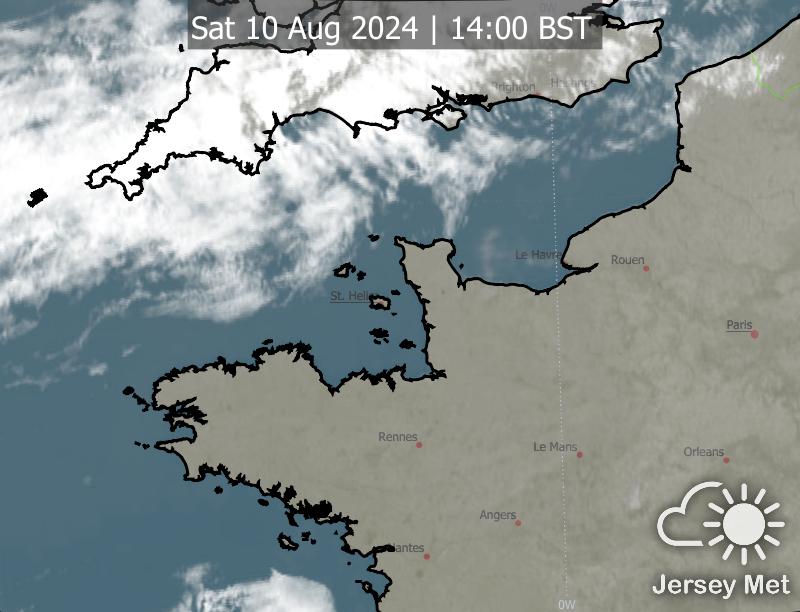 0W
Sat 10 Aug 2024 | 14:00 BST
Brighton
Hastings
Le Havre
Rouen
St. Helier
Paris
Rennes
Le Mans
Orleans
Angers
Nantes
Jersey Met
0W